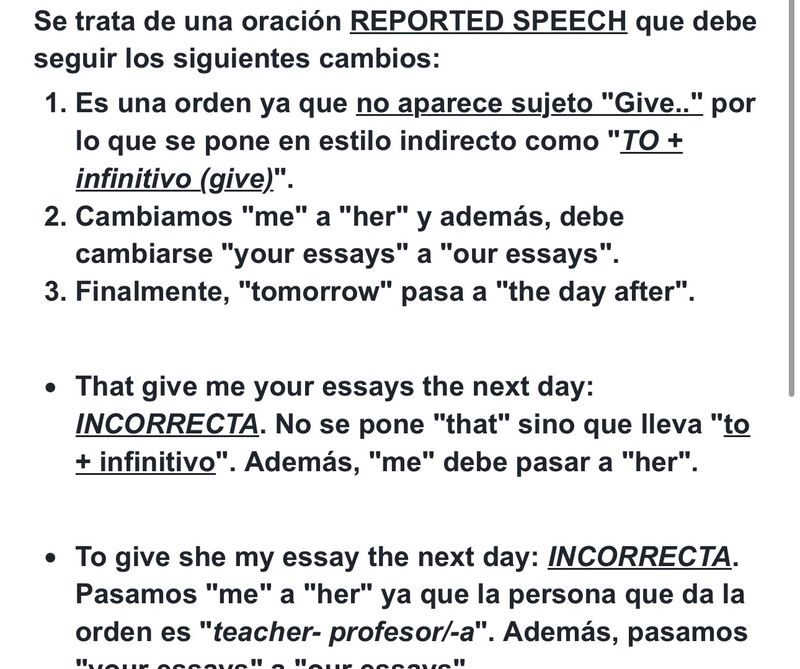 Se trata de una oración REPORTED SPEECH que debe
seguir los siguientes cambios:
1. Es una orden ya que no aparece sujeto "Give.." por
lo que se pone en estilo indirecto como "TO +
infinitivo (give)".
2. Cambiamos "me" a "her" y además, debe
cambiarse "your essays" a "our essays".
3. Finalmente, "tomorrow" pasa a "the day after".
• That give me your essays the next day:
INCORRECTA. No se pone "that" sino que lleva "to
+ infinitivo". Además, "me" debe pasar a "her".
• To give she my essay the next day: INCORRECTA.
Pasamos "me" a "her" ya que la persona que da la
orden es "teacher- profesor/-a". Además, pasamos
"your essays" a "our essays".